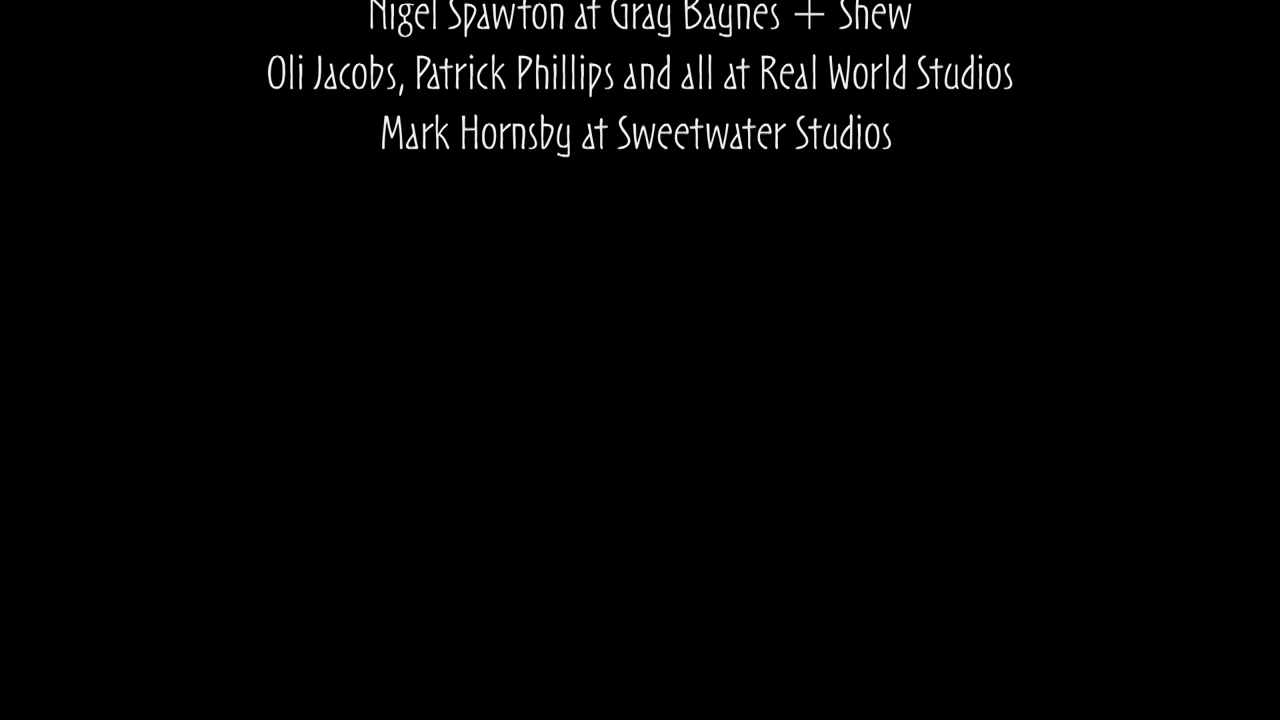 Nigel Spawton at Gray Baynes + Shew
Oli Jacobs, Patrick Phillips and all at Real World Studios
Mark Hornsby at Sweetwater Studios